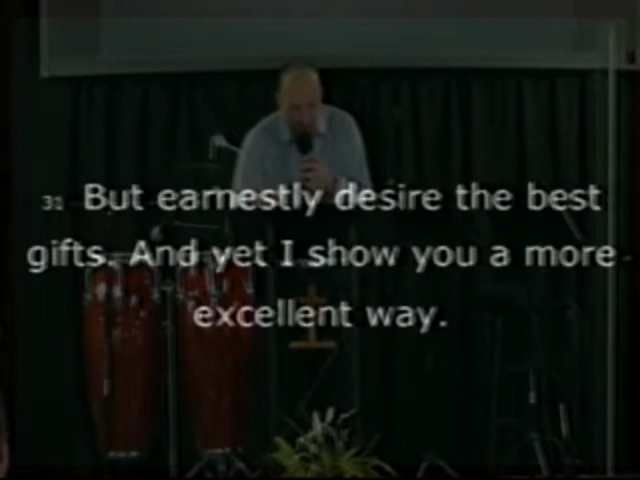 31 But earnestly desire the best
gifts. And yet I show you a more
excellent way.